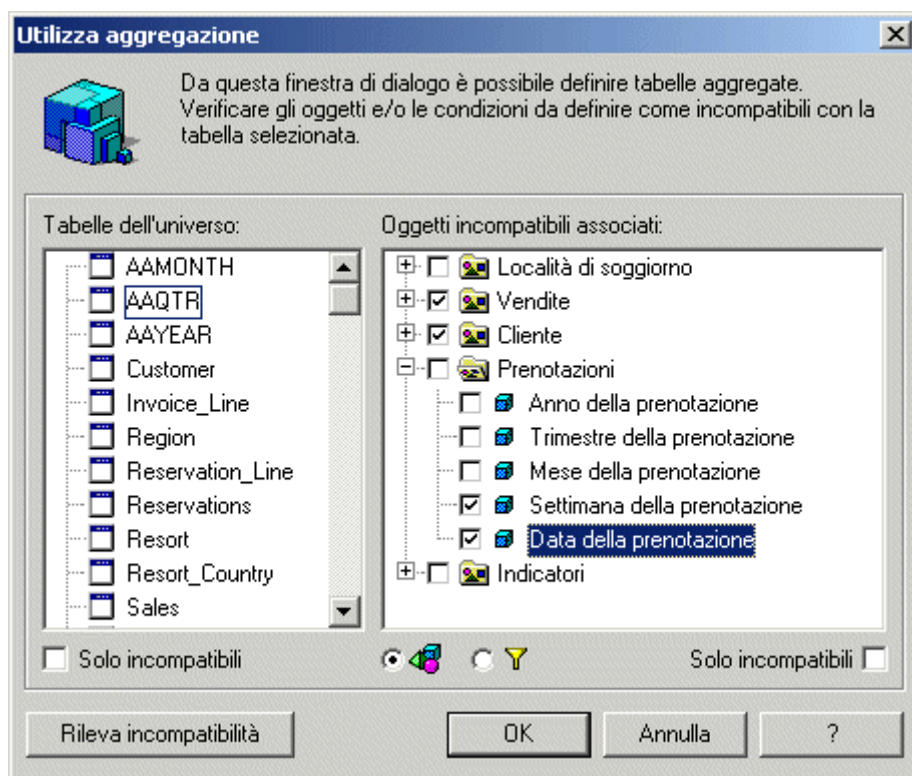 Utilizza aggregazione
Da questa finestra di dialogo è possibile definire tabelle aggregate.
Verificare gli oggetti e/o le condizioni da definire come incompatibili con la
tabella selezionata.
Tabelle dell'universo:
AAMONTH
AAQTR
AAYEAR
Customer
Invoice_Line
Region
Reservation_Line
Reservations
Resort
Resort_Country
Sales
Solo incompatibili
Oggetti incompatibili associati:
Località di soggiorno
Vendite
Cliente
Prenotazioni
Anno della prenotazione
Trimestre della prenotazione
Mese della prenotazione
Settimana della prenotazione
Data della prenotazione
Indicatori
Solo incompatibili
Rileva incompatibilità
OK
Annulla
?